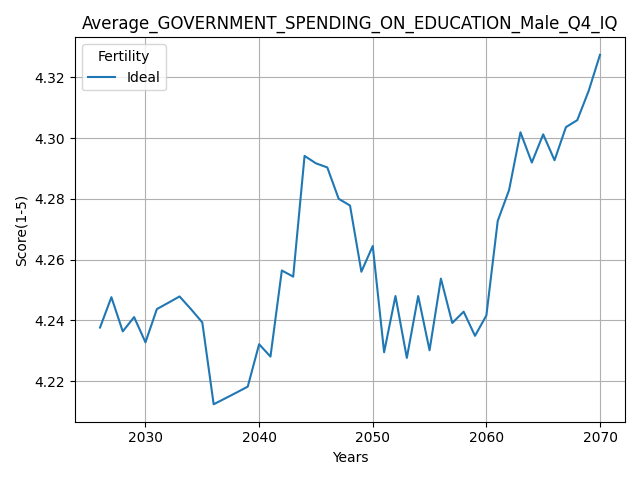 Average_GOVERNMENT_SPENDING_ON_EDUCATION_Male_Q4_IQ
Fertility
Ideal
4.32
4.30
4.28
4.26
4.24
4.22
Score(1-5)
2030 2040 2050 2060 2070
Years